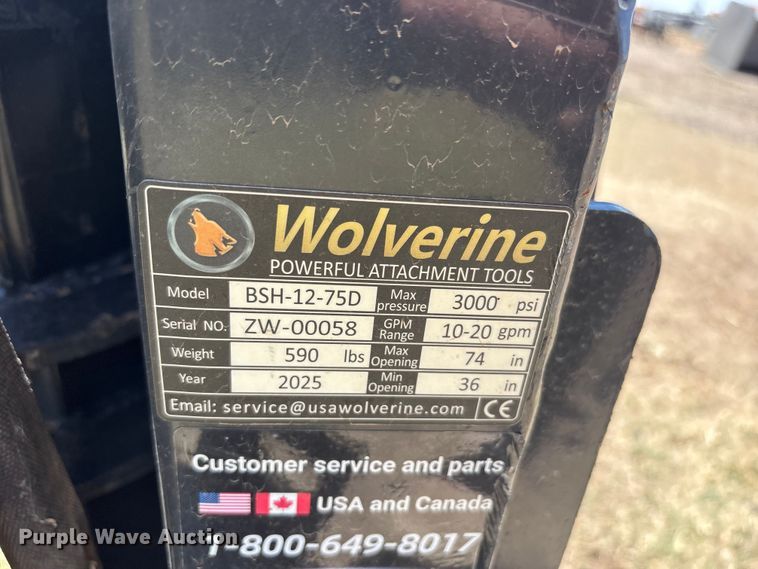 Wolverine
POWERFUL ATTACHMENT TOOLS
Model BSH-12-75D Max pressure 3000 psi
Serial NO. ZW-00058 GPM Range 10-20 gpm
Weight 590 lbs Max Opening 74 in
Year 2025 Min Opening 36 in
Email: service@usawolverine.com CE
Customer service and parts
USA and Canada
1-800-649-8017
Purple Wave Auction